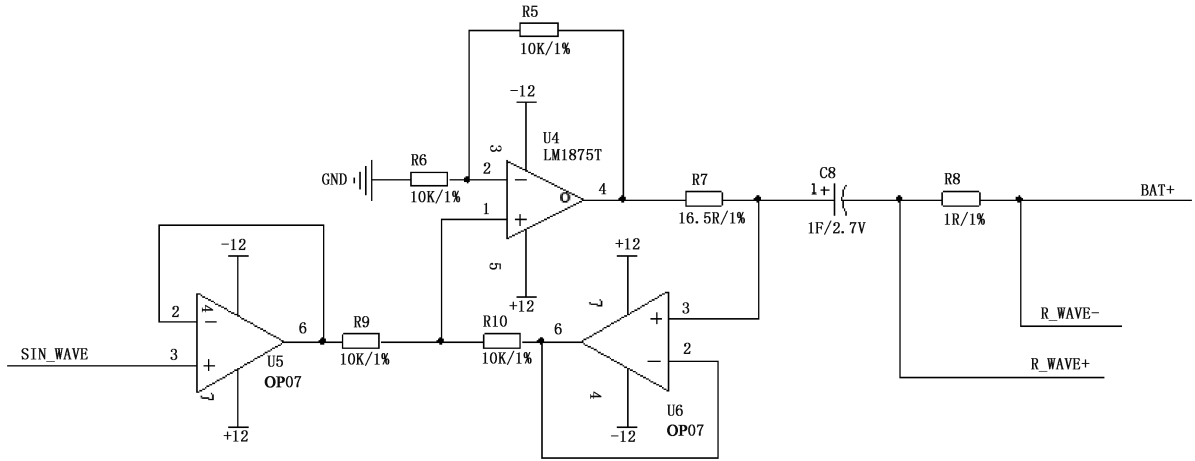 R5
10K/1%
-12
U4
LM1875T
3
R6
GND
10K/1%
2
4
R7
16.5R/1%
C8
1+
1F/2.7V
R8
1R/1%
BAT+
1
5
+12
-12
+12
4
2
6
R9
10K/1%
R10
10K/1%
6
7
3
2
R_WAVE-
R_WAVE+
SIN_WAVE
3
U5
OP07
7
+12
4
-12
U6
OP07